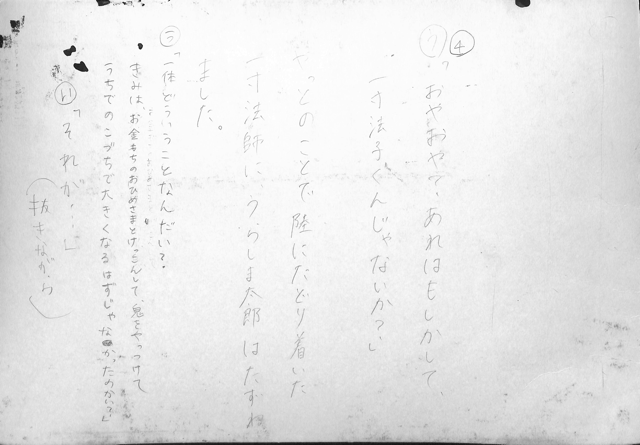 ④
う「おやおや?あれはもしかして、
一寸法子くんじゃないか?」
やっとのことで陸にたどり着いた
一寸法師に、うらしま太郎はたずね
ました。
う「一体どういうことなんだい?
きみは、お金もちのおひめさまとけっこんして、鬼をやっつけて
うちでのこづちで大きくなるはずじゃなかったのか?」
い「それが…」
(抜きながら)